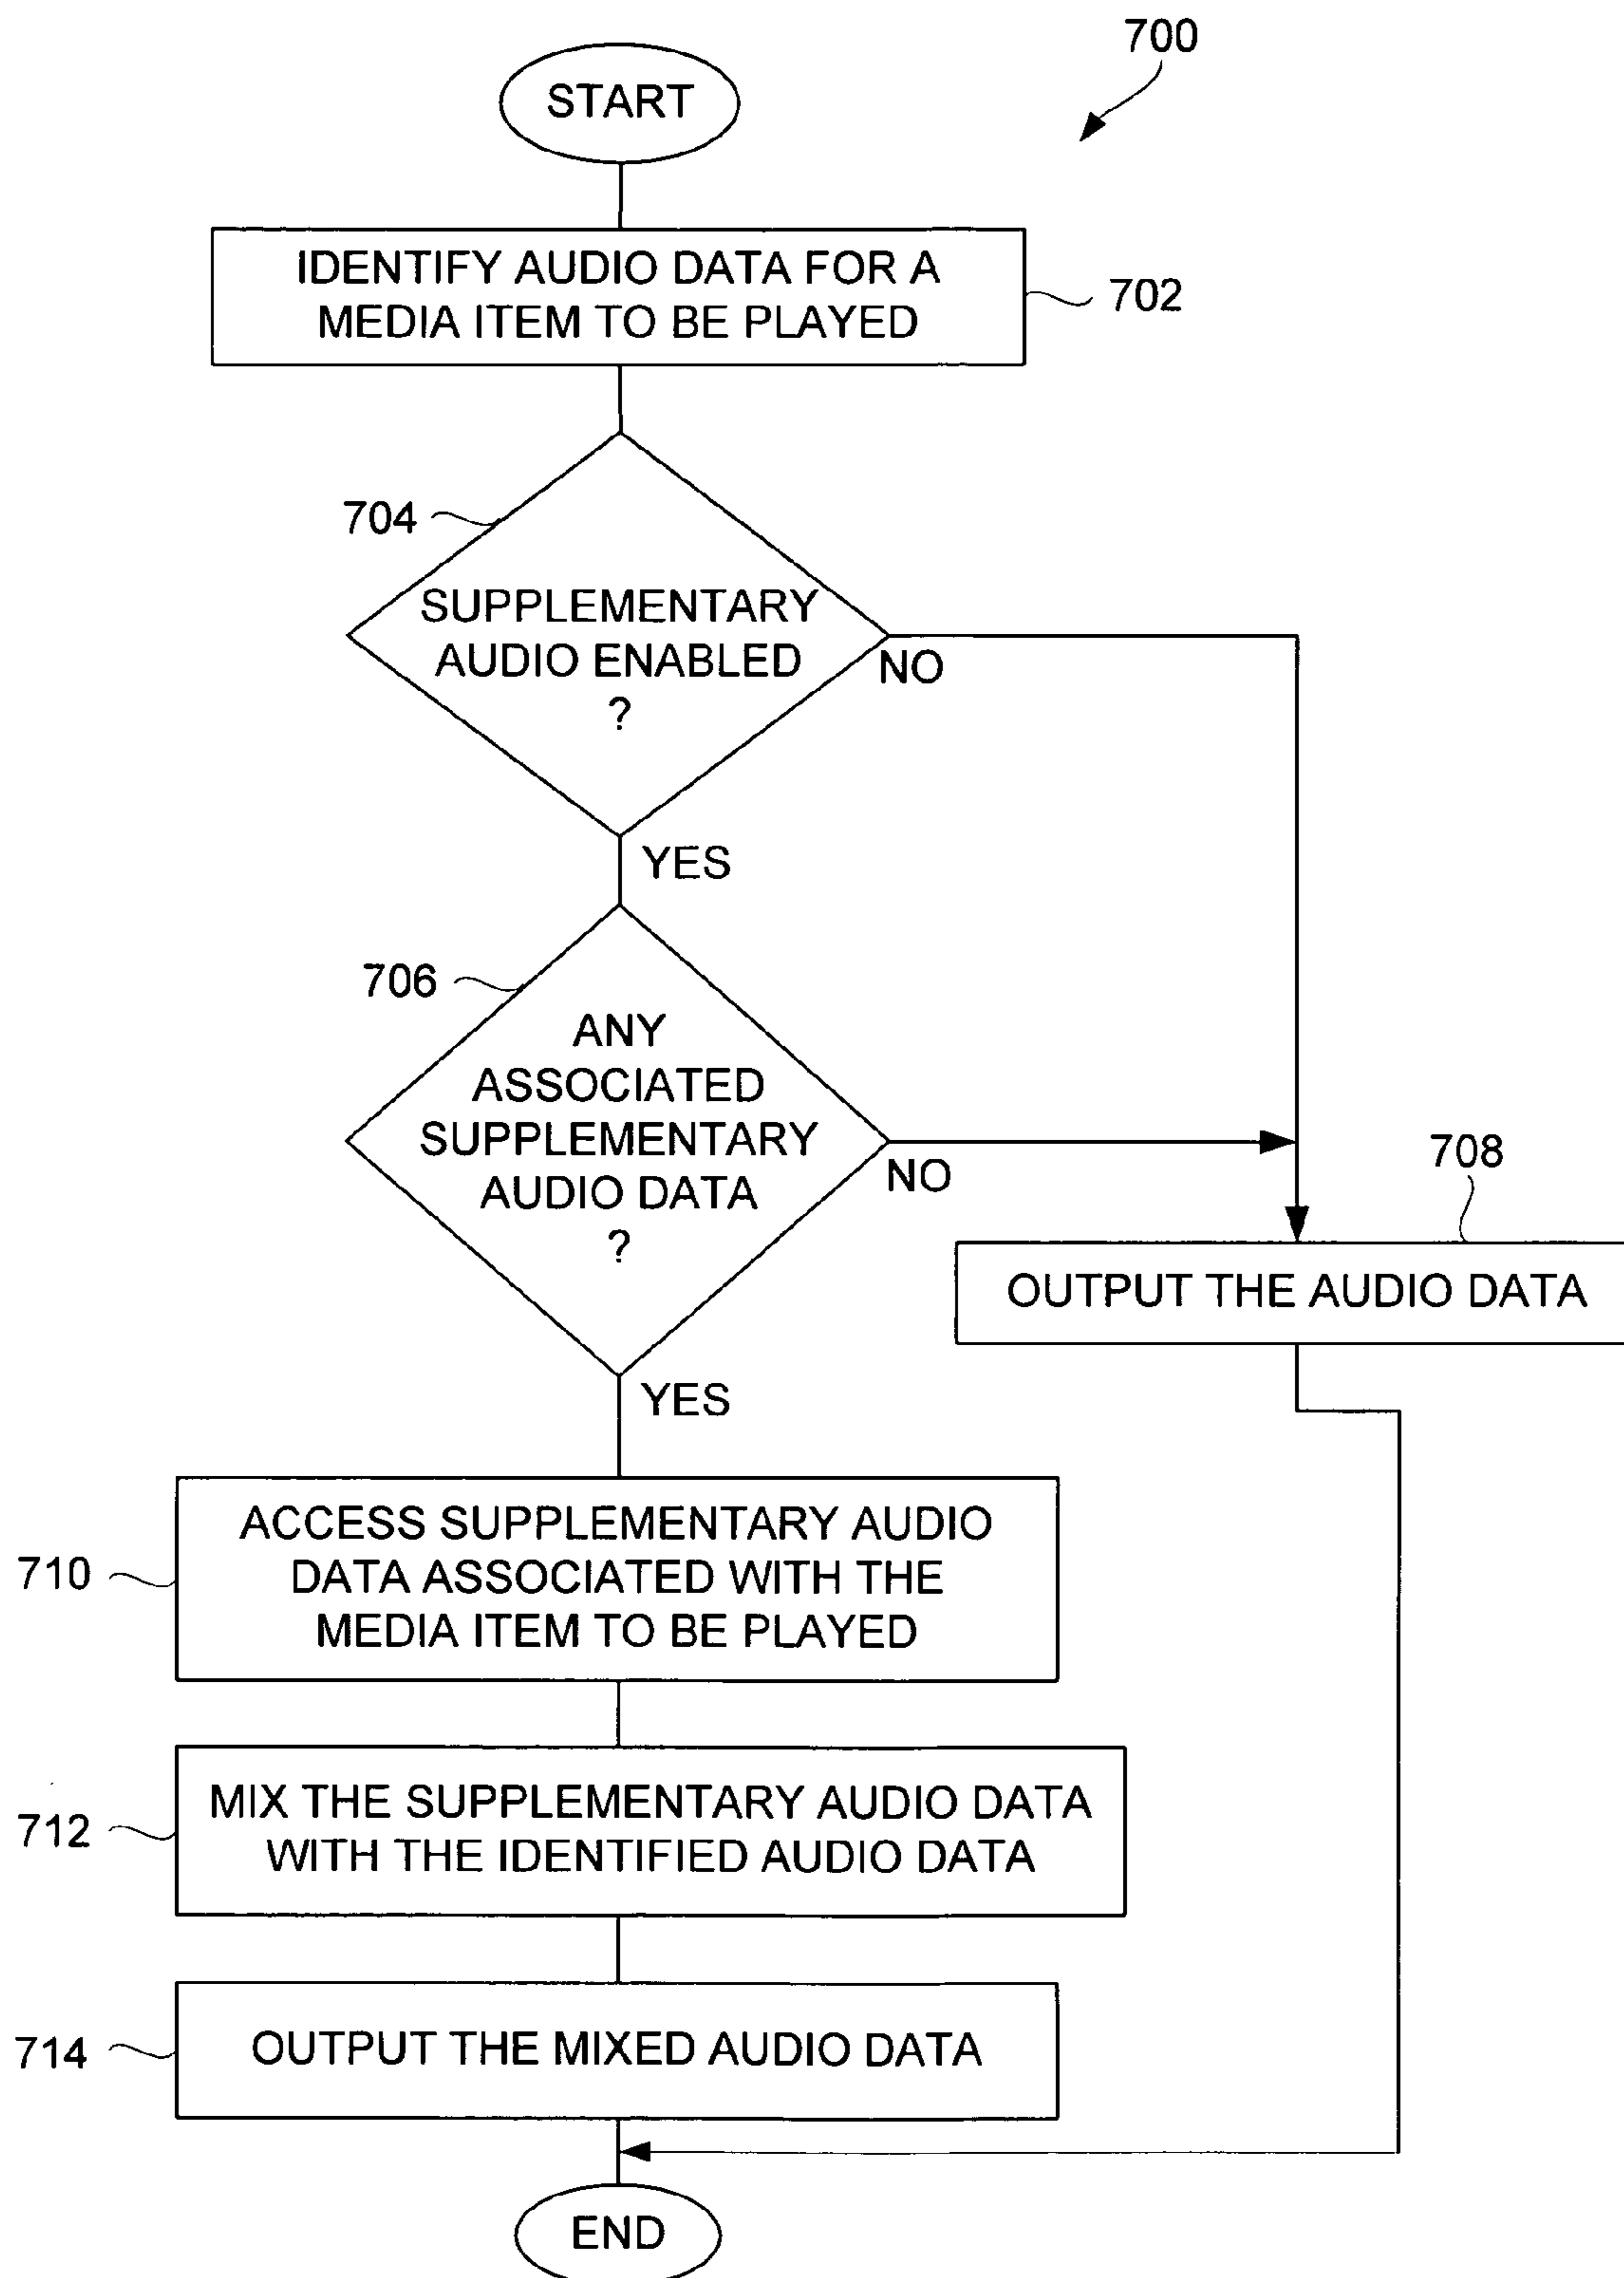 700
START
IDENTIFY AUDIO DATA FOR A
MEDIA ITEM TO BE PLAYED
702
704
SUPPLEMENTARY
AUDIO ENABLED
?
NO
YES
706
ANY
ASSOCIATED
SUPPLEMENTARY
AUDIO DATA
?
NO
708
OUTPUT THE AUDIO DATA
YES
710
ACCESS SUPPLEMENTARY AUDIO
DATA ASSOCIATED WITH THE
MEDIA ITEM TO BE PLAYED
712
MIX THE SUPPLEMENTARY AUDIO DATA
WITH THE IDENTIFIED AUDIO DATA
714
OUTPUT THE MIXED AUDIO DATA
END